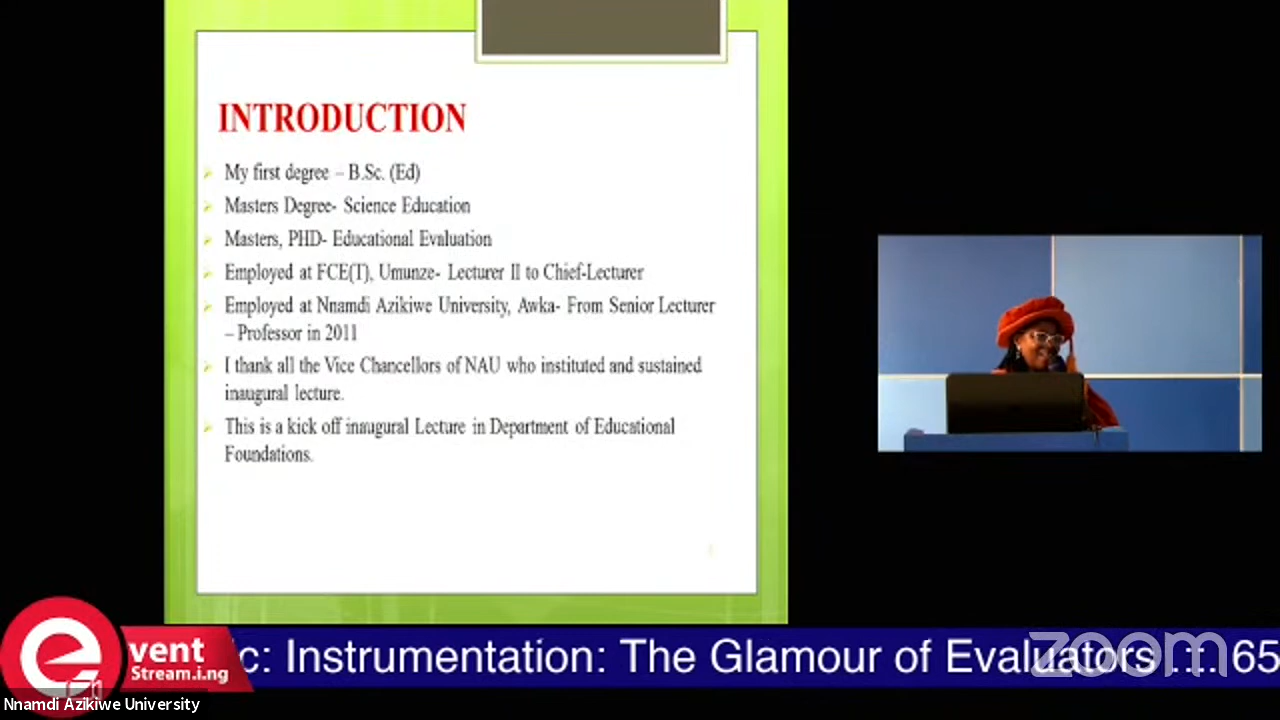 INTRODUCTION
My first degree – B.Sc. (Ed)
Masters Degree- Science Education
Masters, PHD- Educational Evaluation
Employed at FCE(T), Umunze- Lecturer II to Chief-Lecturer
Employed at Nnamdi Azikiwe University, Awka- From Senior Lecturer
– Professor in 2011
I thank all the Vice Chancellors of NAU who instituted and sustained
inaugural lecture.
This is a kick off inaugural Lecture in Department of Educational
Foundations.
event
Stream.i.ng
c: Instrumentation: The Glamour of Evaluators .... 65
zoom
Nnamdi Azikiwe University